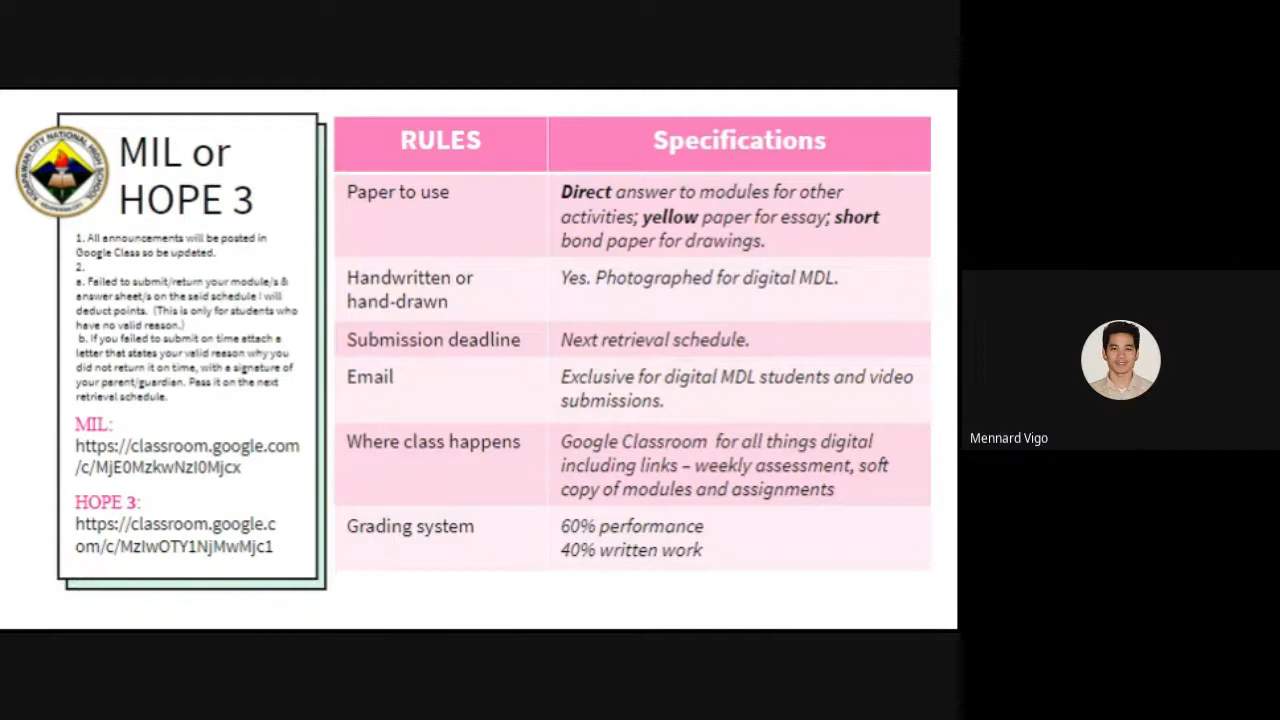 KIDAPAWAN CITY NATIONAL HIGH SCHOOL
MIL or
HOPE 3
1. All announcements will be posted in
Google Class so be updated.
2.
a. Failed to submit/return your module/s &
answer sheet/s on the said schedule I will
deduct points. (This is only for students who
have no valid reason.)
b. If you failed to submit on time attach a
letter that states your valid reason why you
did not return it on time, with a signature of
your parent/guardian. Pass it on the next
retrieval schedule.
MIL:
https://classroom.google.com
/c/MjE0MzkwNzI0Mjcx
HOPE 3:
https://classroom.google.c
om/c/MzIwOTY1NjMwMjc1
RULES
Specifications
Paper to use
Direct answer to modules for other
activities; yellow paper for essay; short
bond paper for drawings.
Handwritten or
hand-drawn
Yes. Photographed for digital MDL.
Submission deadline
Next retrieval schedule.
Email
Exclusive for digital MDL students and video
submissions.
Where class happens
Google Classroom for all things digital
including links – weekly assessment, soft
copy of modules and assignments
Grading system
60% performance
40% written work
Mennard Vigo